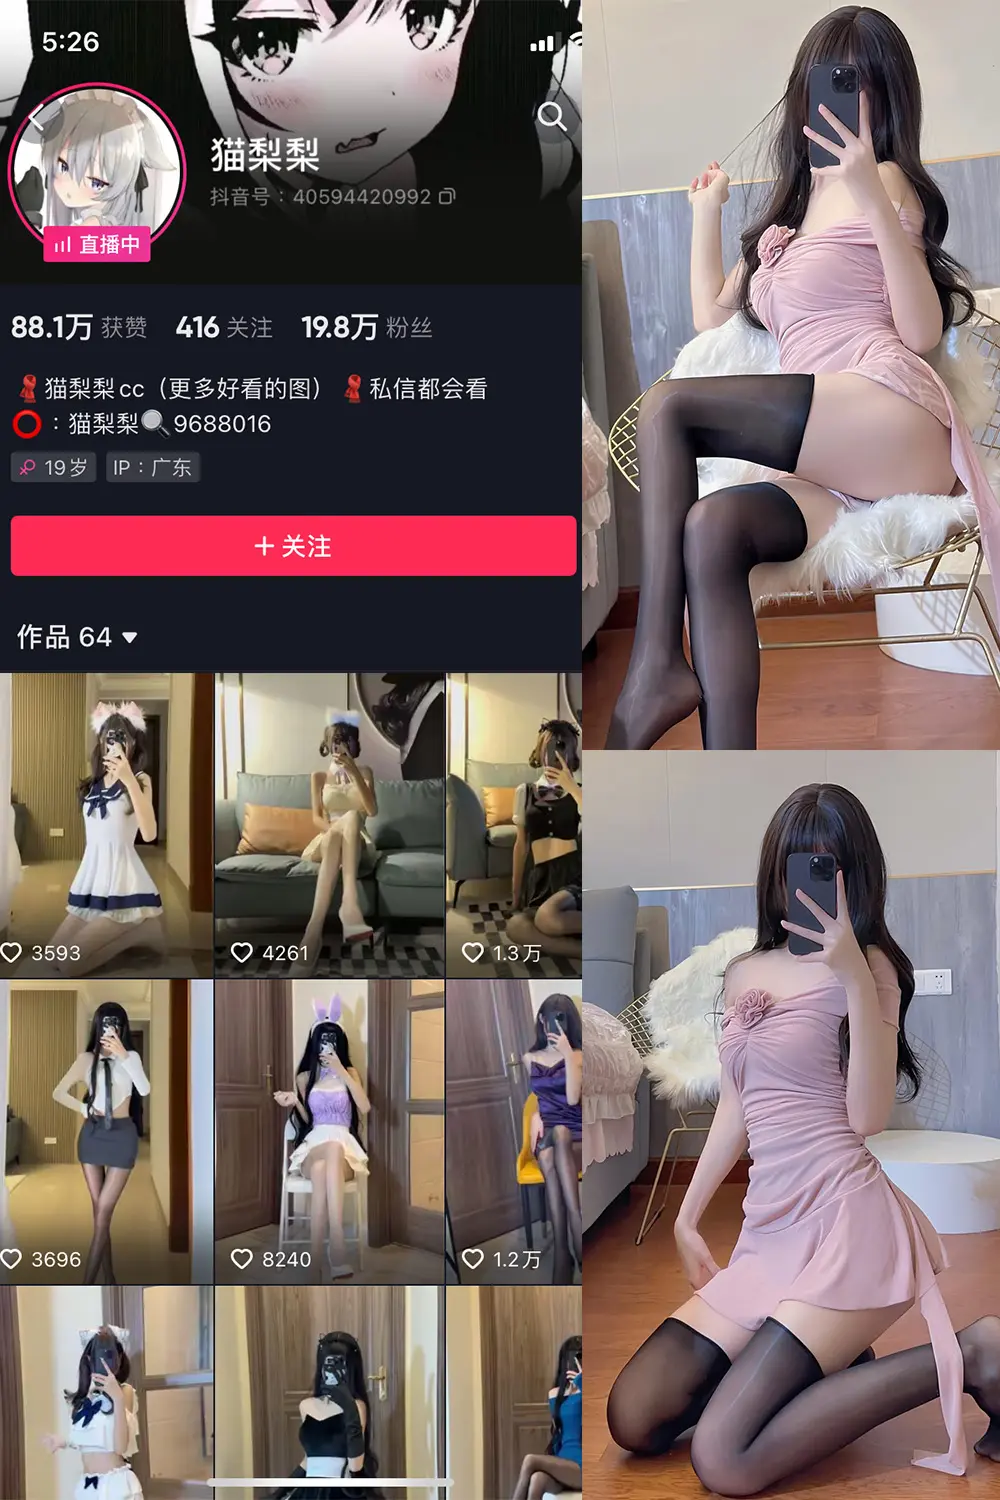 5:26
猫梨梨
抖音号：40594420992
直播中
88.1万 获赞 416 关注 19.8万 粉丝
猫梨梨cc（更多好看的图） 私信都会看
：猫梨梨🔍9688016
19岁 IP：广东
+ 关注
作品 64
3593 4261 1.3万
3696 8240 1.2万